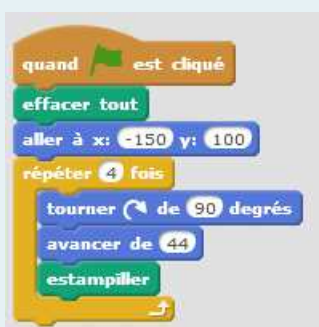 quand est cliqué
effacer tout
aller à x: -150 y: 100
répéter 4 fois
tourner de 90 degrés
avancer de 44
estampiller